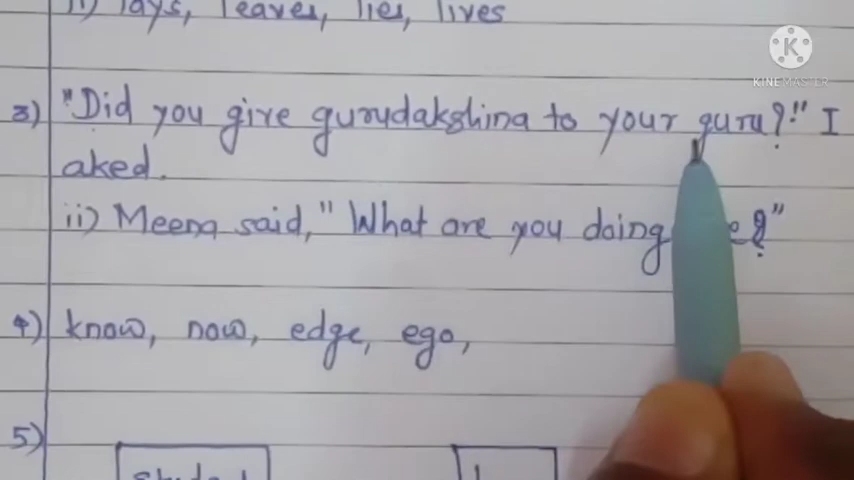 ii) lays, leaves, lies, lives
KINEMASTER
3) "Did you give gurudakshina to your guru?" I
aked.
ii) Meena said, "What are you doing
4) know, now, edge, ego,
5)